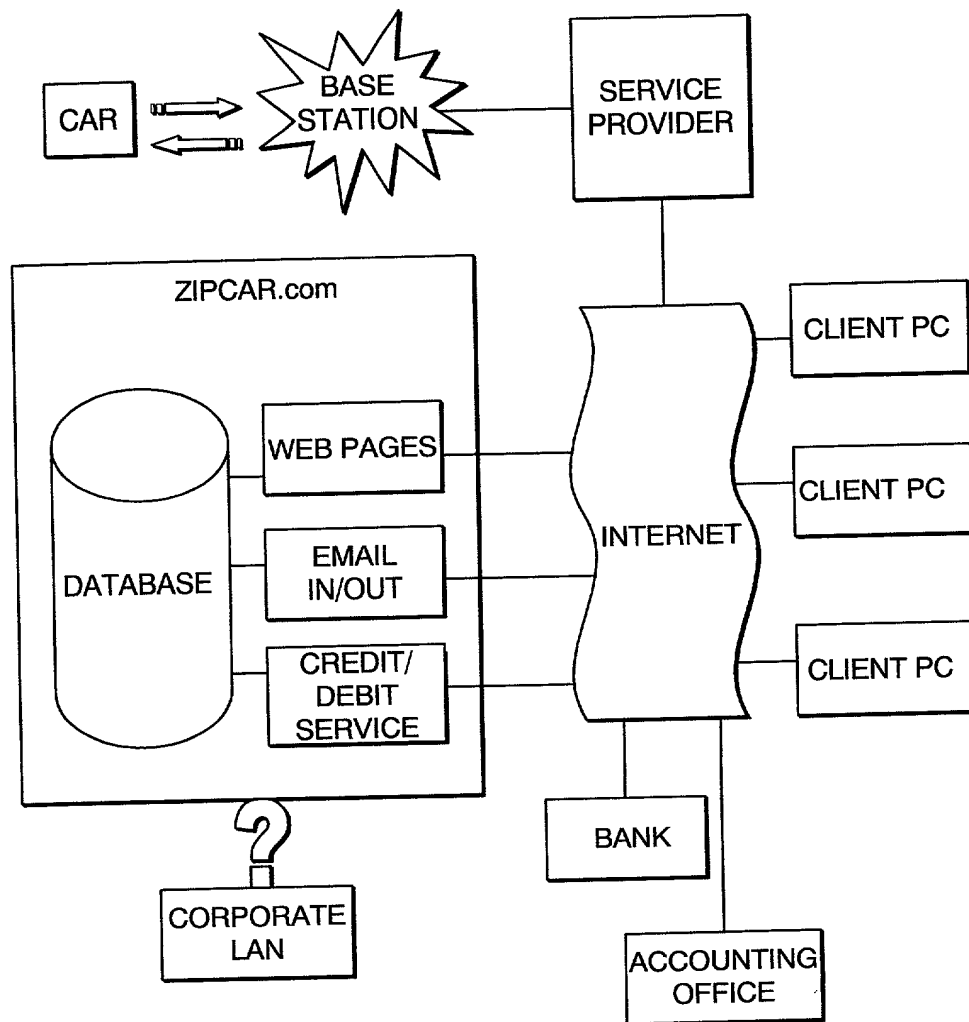 CAR
BASE
STATION
SERVICE
PROVIDER
ZIPCAR.com
DATABASE
WEB PAGES
EMAIL
IN/OUT
CREDIT/
DEBIT
SERVICE
INTERNET
CLIENT PC
CLIENT PC
CLIENT PC
?
CORPORATE
LAN
BANK
ACCOUNTING
OFFICE